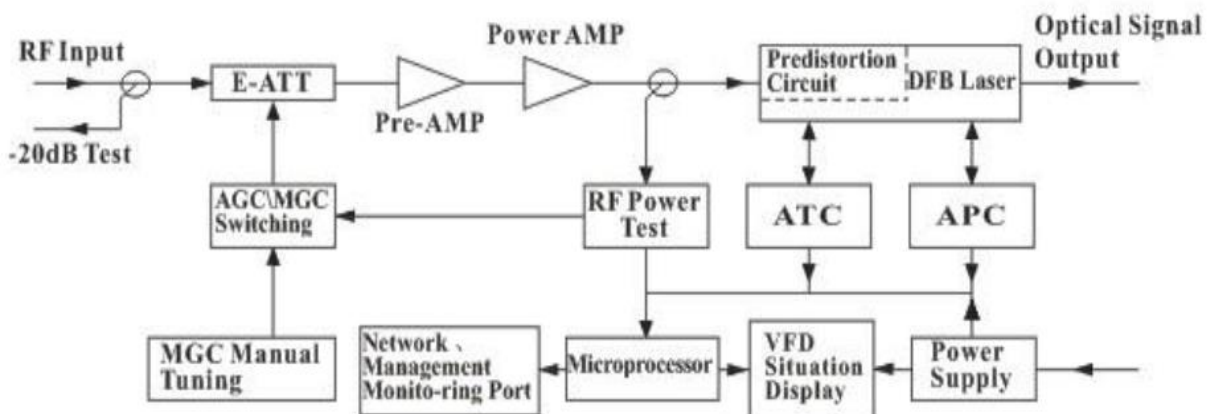 RF Input
-20dB Test
E-ATT
Pre-AMP
Power AMP
Predistortion
Circuit
DFB Laser
Optical Signal
Output
AGC\MGC
Switching
RF Power
Test
ATC
APC
MGC Manual
Tuning
Network、
Management
Monito-ring Port
Microprocessor
VFD
Situation
Display
Power
Supply